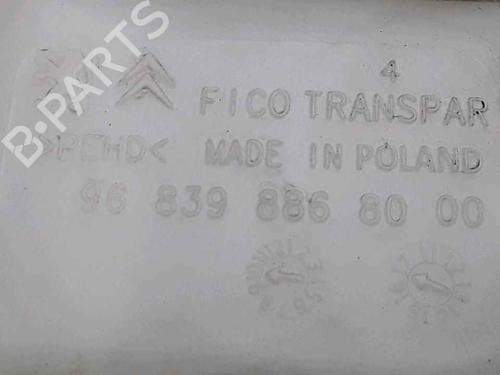 4
FICO TRANSPAR
>PEHD< MADE IN POLAND
96 839 886 80 00
B-PARTS